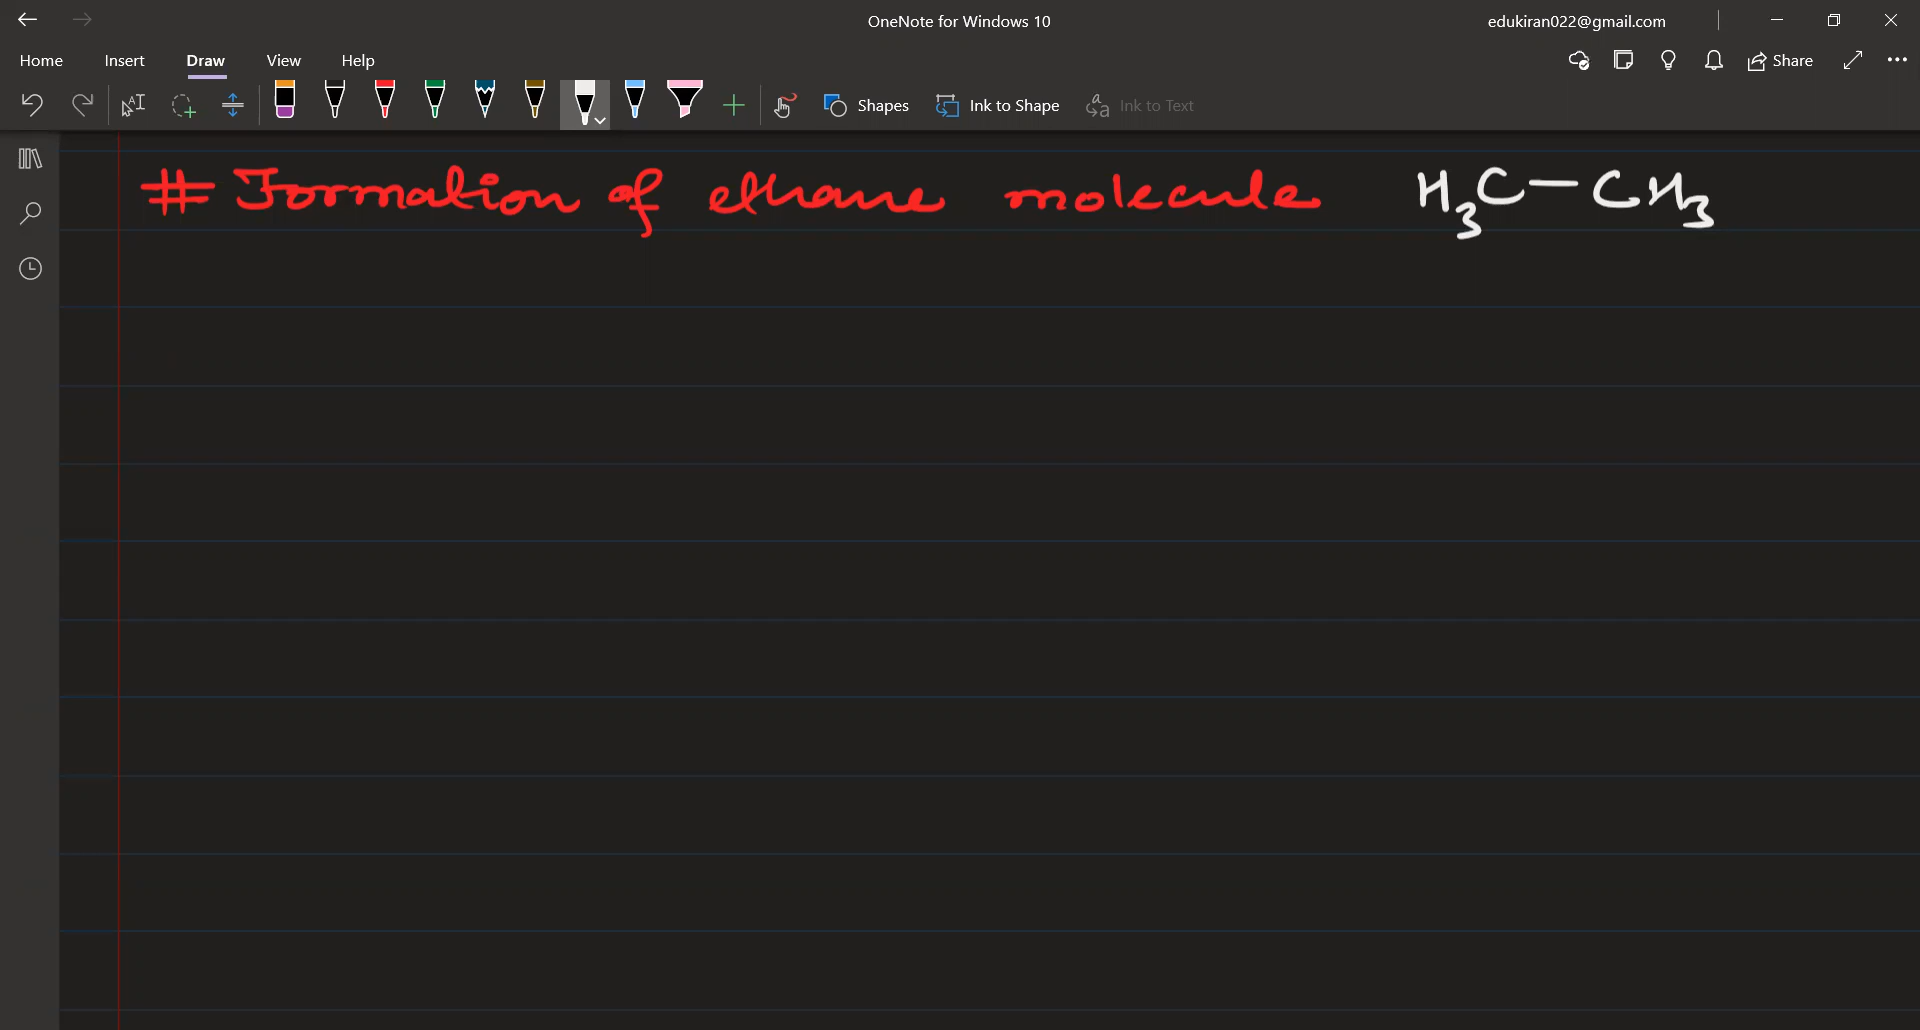 OneNote for Windows 10 edukiran022@gmail.com
Home Insert Draw View Help Share
Shapes Ink to Shape Ink to Text
# Formation of ethane molecule H₃C—CH₃